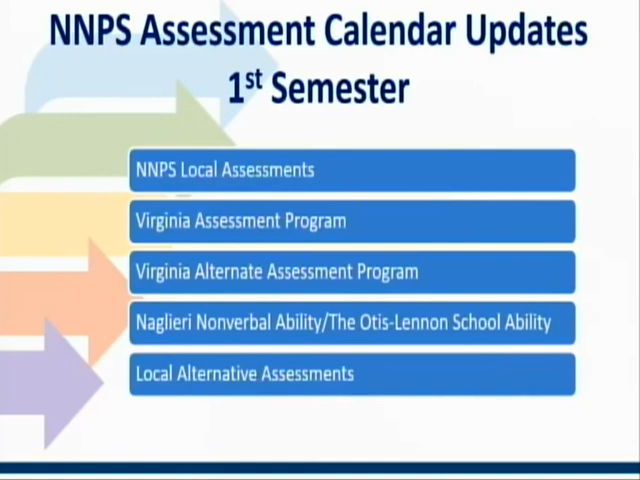 NNPS Assessment Calendar Updates
1st Semester
NNPS Local Assessments
Virginia Assessment Program
Virginia Alternate Assessment Program
Naglieri Nonverbal Ability/The Otis-Lennon School Ability
Local Alternative Assessments